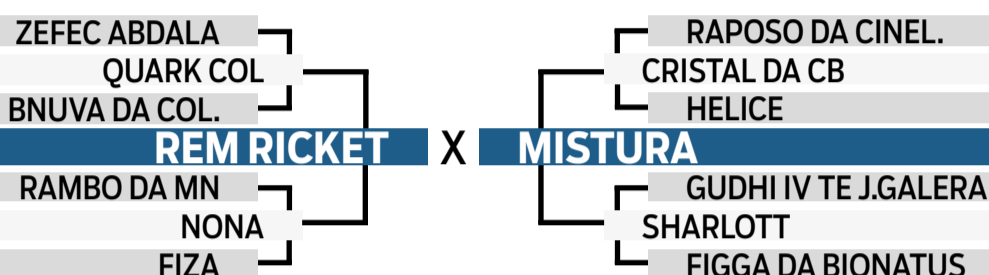 ZEFEC ABDALA
QUARK COL
BNUVA DA COL.
REM RICKET
RAMBO DA MN
NONA
FIZA
X
RAPOSO DA CINEL.
CRISTAL DA CB
HELICE
MISTURA
GUDHI IV TE J.GALERA
SHARLOTT
FIGGA DA BIONATUS